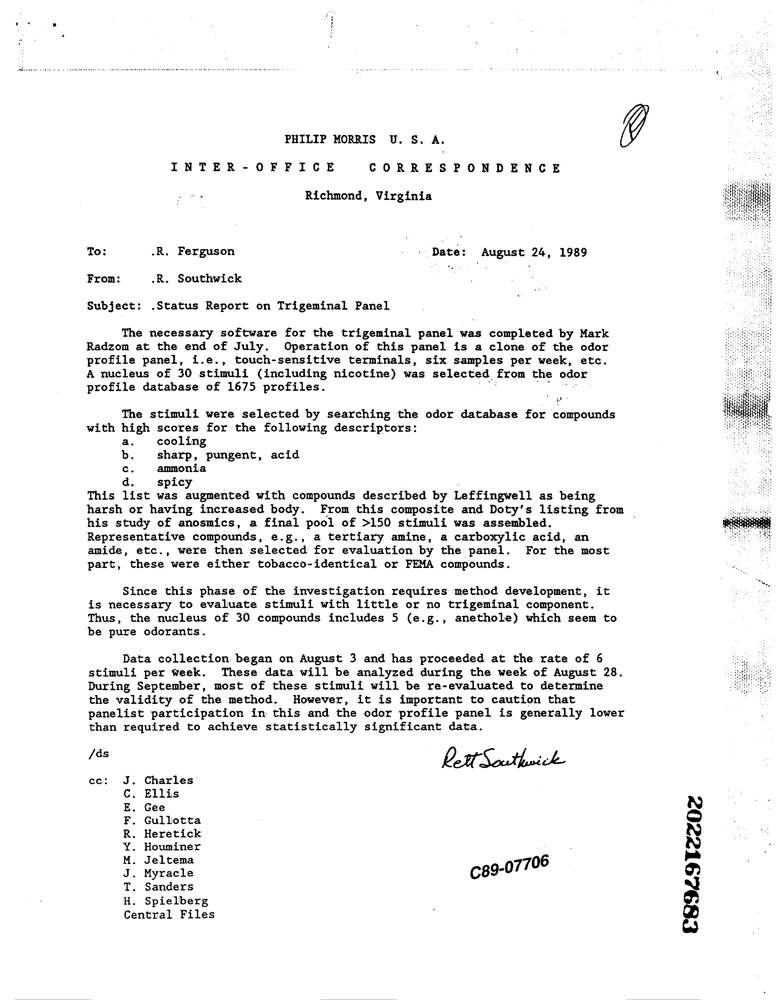 PHILIP MORRIS U. S. A.
INTER-OFFICE CORRESPONDENCE
Richmond, Virginia
To: .R. Ferguson Date: August 24, 1989
From: .R. Southwick
Subject: .Status Report on Trigeminal Panel
The necessary software for the trigeminal panel was completed by Mark
Radzom at the end of July. Operation of this panel is a clone of the odor
profile panel, i.e., touch-sensitive terminals, six samples per week, etc.
A nucleus of 30 stimuli (including nicotine) was selected from the odor
profile database of 1675 profiles.
The stimuli were selected by searching the odor database for compounds
with high scores for the following descriptors:
a. cooling
b. sharp, pungent, acid
c. ammonia
d. spicy
This list was augmented with compounds described by Leffingwell as being
harsh or having increased body. From this composite and Doty's listing from
his study of anosmics, a final pool of >150 stimuli was assembled.
Representative compounds, e.g., a tertiary amine, a carboxylic acid, an
amide, etc., were then selected for evaluation by the panel. For the most
part, these were either tobacco-identical or FEMA compounds.
Since this phase of the investigation requires method development, it
is necessary to evaluate stimuli with little or no trigeminal component.
Thus, the nucleus of 30 compounds includes 5 (e.g., anethole) which seem to
be pure odorants.
Data collection began on August 3 and has proceeded at the rate of 6
stimuli per week. These data will be analyzed during the week of August 28.
During September, most of these stimuli will be re-evaluated to determine
the validity of the method. However, it is important to caution that
panelist participation in this and the odor profile panel is generally lower
than required to achieve statistically significant data.
/ds
Rett Southwick
cc: J. Charles
C. Ellis
E. Gee
F. Gullotta
R. Heretick
Y. Houminer
M. Jeltema
J. Myracle
T. Sanders
H. Spielberg
Central Files
C89-07706
2022167683